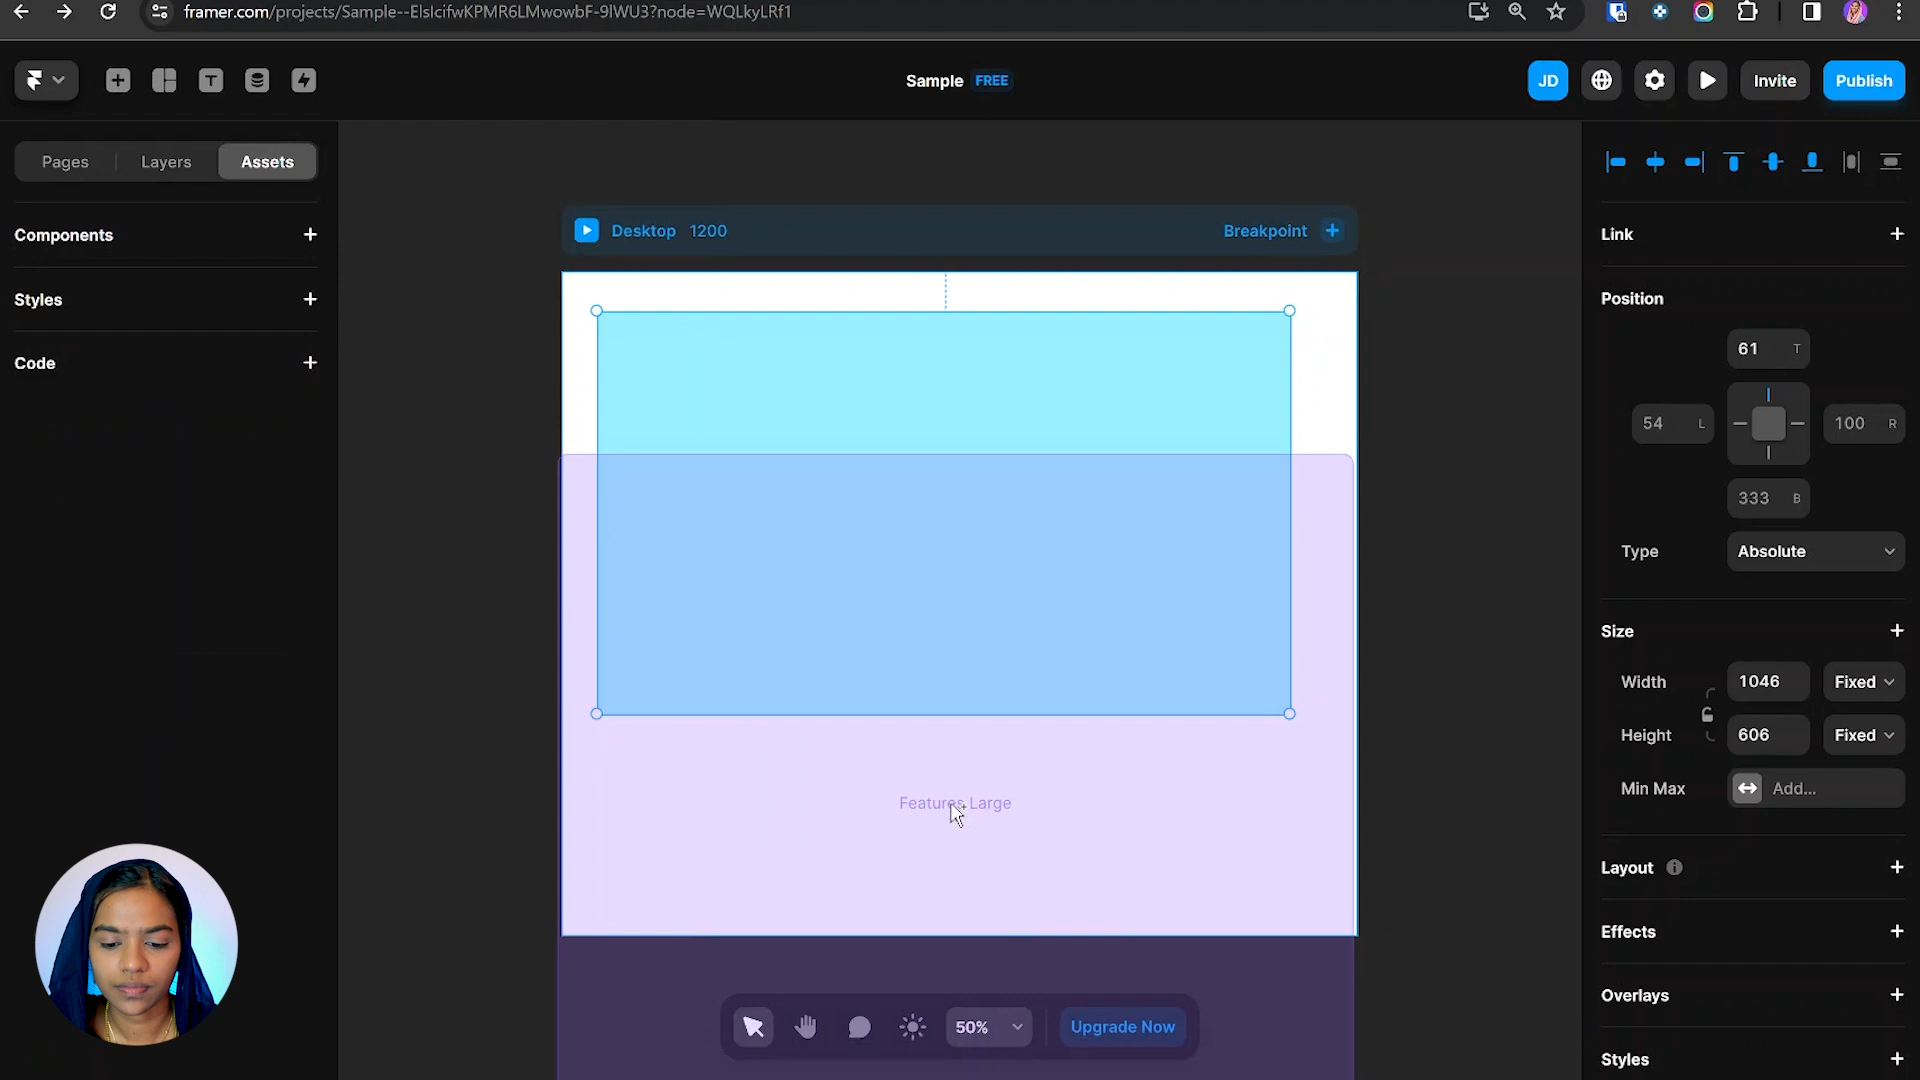 framer.com/projects/Sample--ElsIcifwKPMR6LMwowbF-9lWU3?node=WQLkyLRf1
Sample FREE
JD
Invite
Publish
Pages
Layers
Assets
Components
Styles
Code
Desktop 1200
Breakpoint
Features Large
50%
Upgrade Now
Link
Position
61 T
54 L
100 R
333 B
Type Absolute
Size
Width 1046 Fixed
Height 606 Fixed
Min Max Add...
Layout
Effects
Overlays
Styles